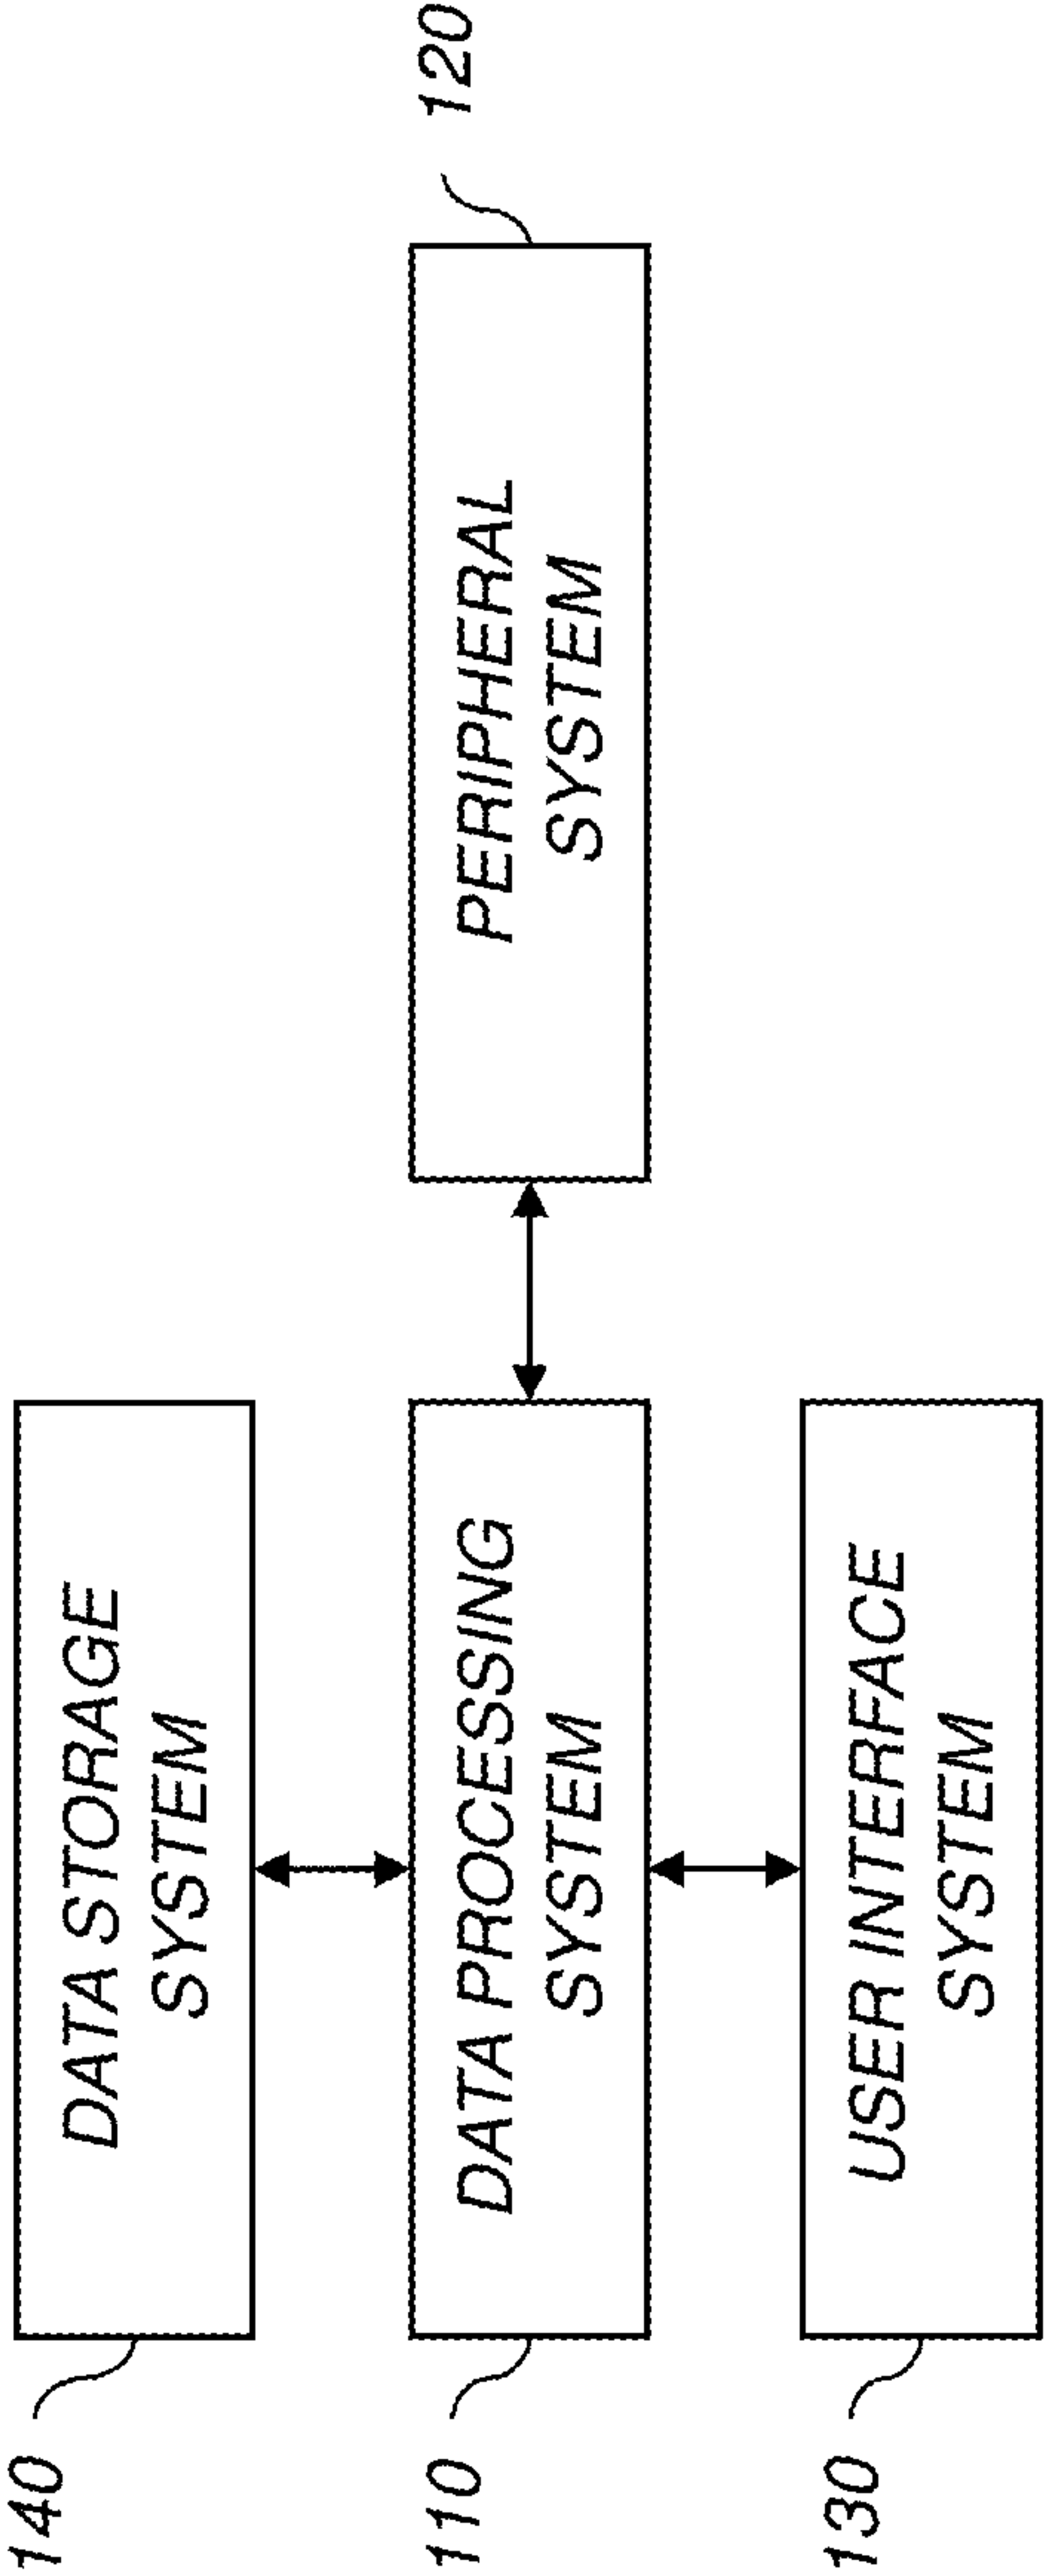 140
DATA STORAGE
SYSTEM
110
DATA PROCESSING
SYSTEM
PERIPHERAL
SYSTEM
120
130
USER INTERFACE
SYSTEM